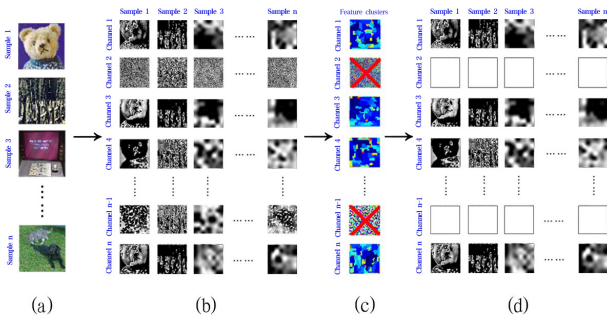 Sample 1
Sample 2
Sample 3
Sample n
(a)
Sample 1 Sample 2 Sample 3 Sample n
Channel 1
Channel 2
Channel 3
Channel 4
Channel n-1
Channel n
(b)
Feature clusters
Channel 1
Channel 2
Channel 3
Channel 4
Channel n-1
Channel n
(c)
Sample 1 Sample 2 Sample 3 Sample n
Channel 1
Channel 2
Channel 3
Channel 4
Channel n-1
Channel n
(d)